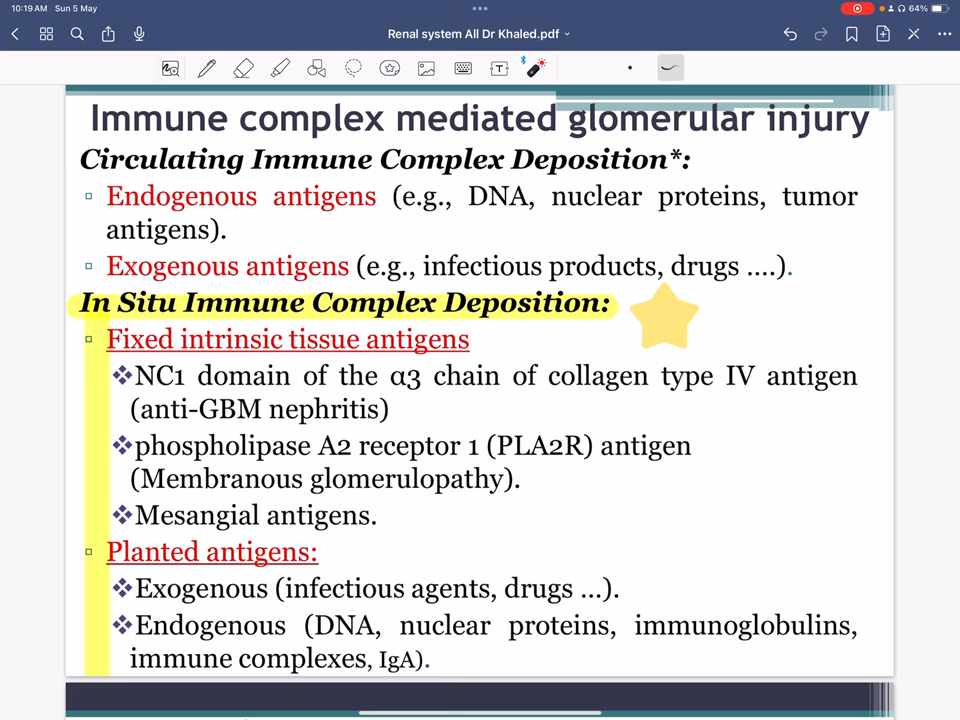 10:19 AM Sun 5 May
64%
Renal system All Dr Khaled.pdf
Immune complex mediated glomerular injury
Circulating Immune Complex Deposition*:
Endogenous antigens (e.g., DNA, nuclear proteins, tumor
antigens).
Exogenous antigens (e.g., infectious products, drugs ....).
In Situ Immune Complex Deposition:
Fixed intrinsic tissue antigens
❖NC1 domain of the α3 chain of collagen type IV antigen
(anti-GBM nephritis)
❖phospholipase A2 receptor 1 (PLA2R) antigen
(Membranous glomerulopathy).
❖Mesangial antigens.
Planted antigens:
❖Exogenous (infectious agents, drugs ...).
❖Endogenous (DNA, nuclear proteins, immunoglobulins,
immune complexes, IgA).